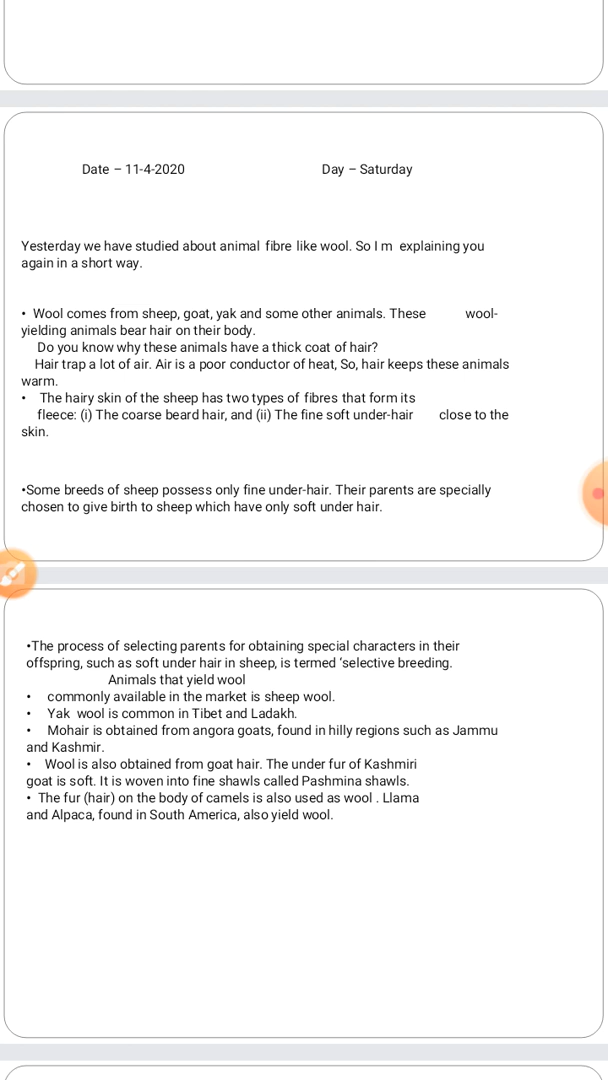 Date – 11-4-2020 Day – Saturday
Yesterday we have studied about animal fibre like wool. So I m explaining you
again in a short way.
• Wool comes from sheep, goat, yak and some other animals. These wool-
yielding animals bear hair on their body.
Do you know why these animals have a thick coat of hair?
Hair trap a lot of air. Air is a poor conductor of heat, So, hair keeps these animals
warm.
• The hairy skin of the sheep has two types of fibres that form its
fleece: (i) The coarse beard hair, and (ii) The fine soft under-hair close to the
skin.
•Some breeds of sheep possess only fine under-hair. Their parents are specially
chosen to give birth to sheep which have only soft under hair.
•The process of selecting parents for obtaining special characters in their
offspring, such as soft under hair in sheep, is termed ‘selective breeding.
Animals that yield wool
• commonly available in the market is sheep wool.
• Yak wool is common in Tibet and Ladakh.
• Mohair is obtained from angora goats, found in hilly regions such as Jammu
and Kashmir.
• Wool is also obtained from goat hair. The under fur of Kashmiri
goat is soft. It is woven into fine shawls called Pashmina shawls.
• The fur (hair) on the body of camels is also used as wool . Llama
and Alpaca, found in South America, also yield wool.